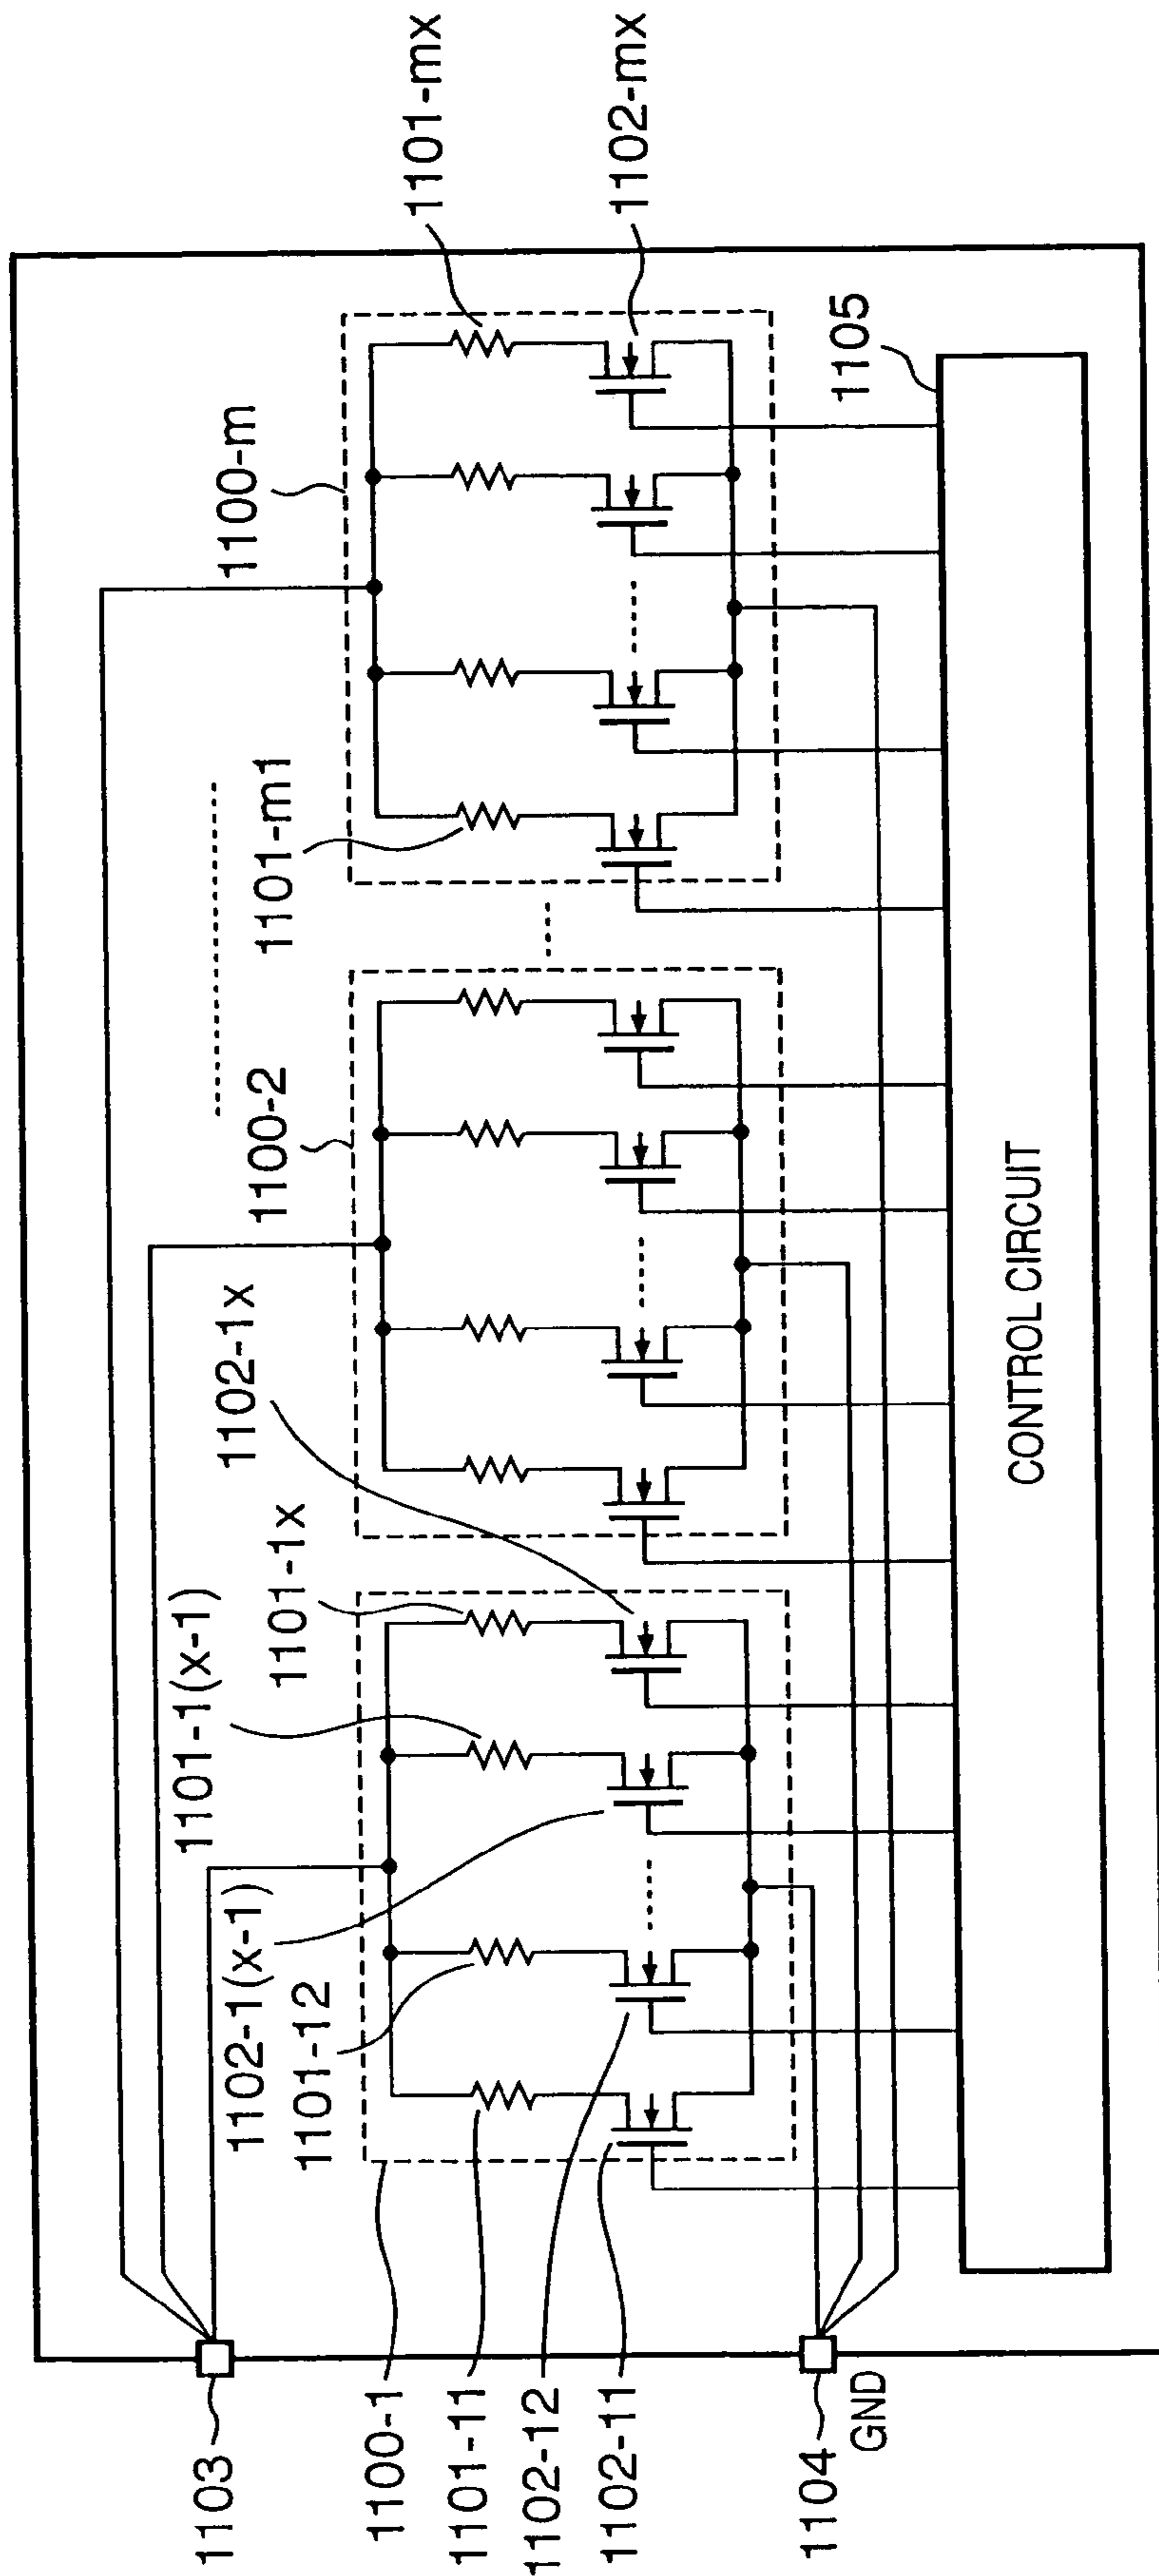 1101-mx
1102-mx
1100-m
1105
1101-m1
1100-2
1102-1x
1101-1x
1101-1(x-1)
1102-1(x-1)
1101-12
CONTROL CIRCUIT
1103
1100-1
1101-11
1102-12
1102-11
1104
GND